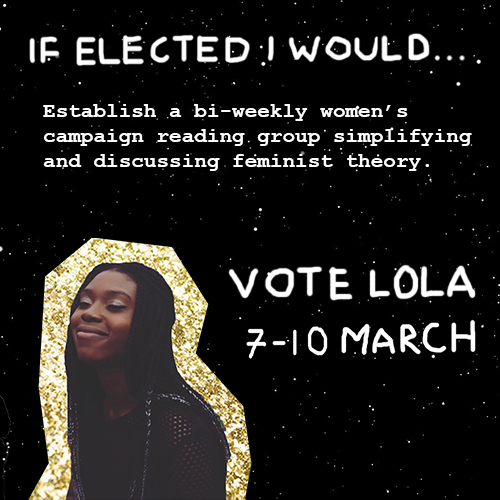 IF ELECTED I WOULD...
Establish a bi-weekly women's
campaign reading group simplifying
and discussing feminist theory.
VOTE LOLA
7-10 MARCH